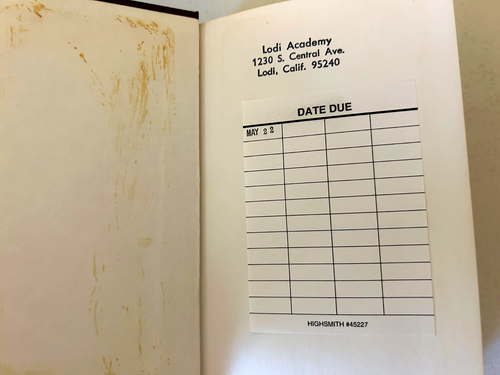 Lodi Academy
1230 S. Central Ave.
Lodi, Calif. 95240
DATE DUE
MAY 22
HIGHSMITH #45227